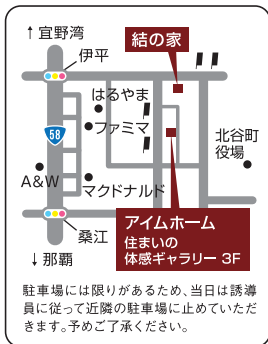 ↑宜野湾
結の家
伊平
はるやま
58
ファミマ
北谷町
役場
A&W
マクドナルド
アイムホーム
住まいの
体感ギャラリー 3F
桑江
↓那覇
駐車場には限りがあるため、当日は誘導
員に従って近隣の駐車場に止めていただ
きます。予めご了承ください。